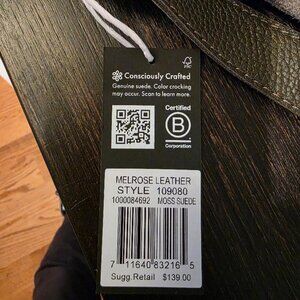 Consciously Crafted
Genuine suede. Color crocking
may occur. Scan to learn more.
FSC
Certified
B
Corporation
MELROSE LEATHER
STYLE 109080
1000084692 MOSS SUEDE
7 11640 83216 5
Sugg.Retail $139.00